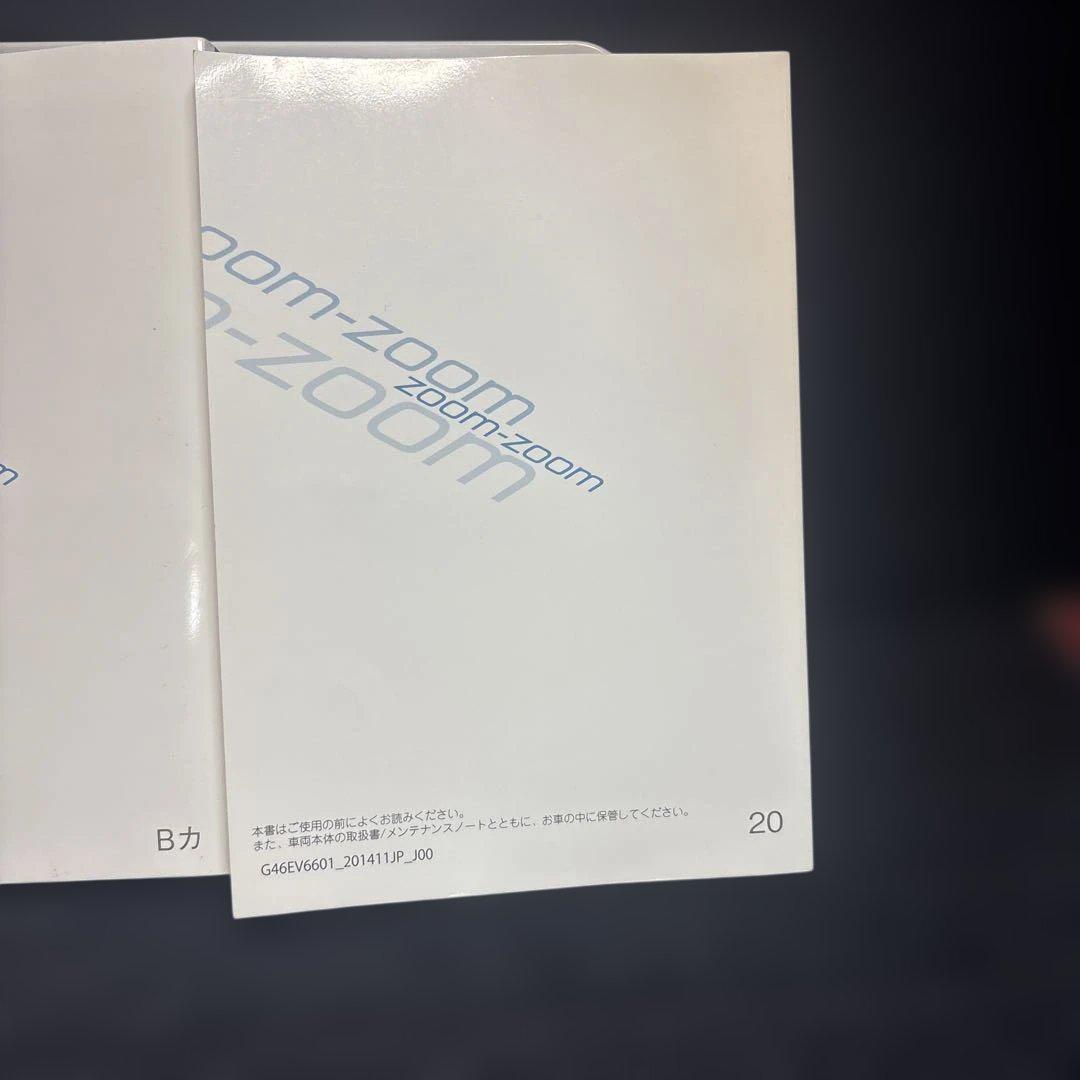 oom-zoom
-zoom
zoom-zoom
m
Bカ
本書はご使用の前によくお読みください。
また、車両本体の取扱書/メンテナンスノートとともに、お車の中に保管してください。
G46EV6601_201411JP_J00
20